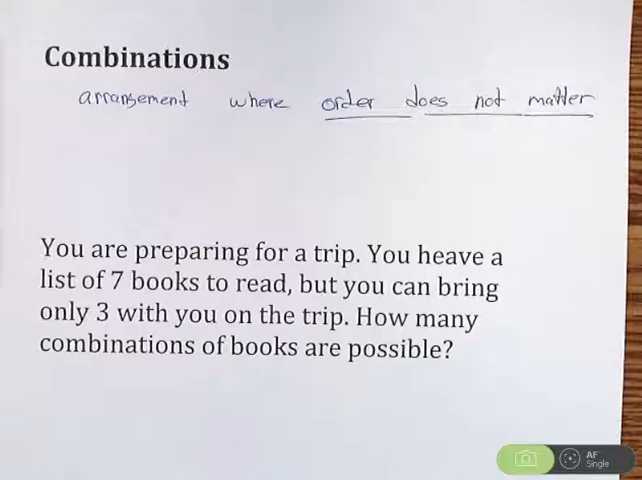 Combinations
arrangement where order does not matter
You are preparing for a trip. You heave a
list of 7 books to read, but you can bring
only 3 with you on the trip. How many
combinations of books are possible?
AF
Single